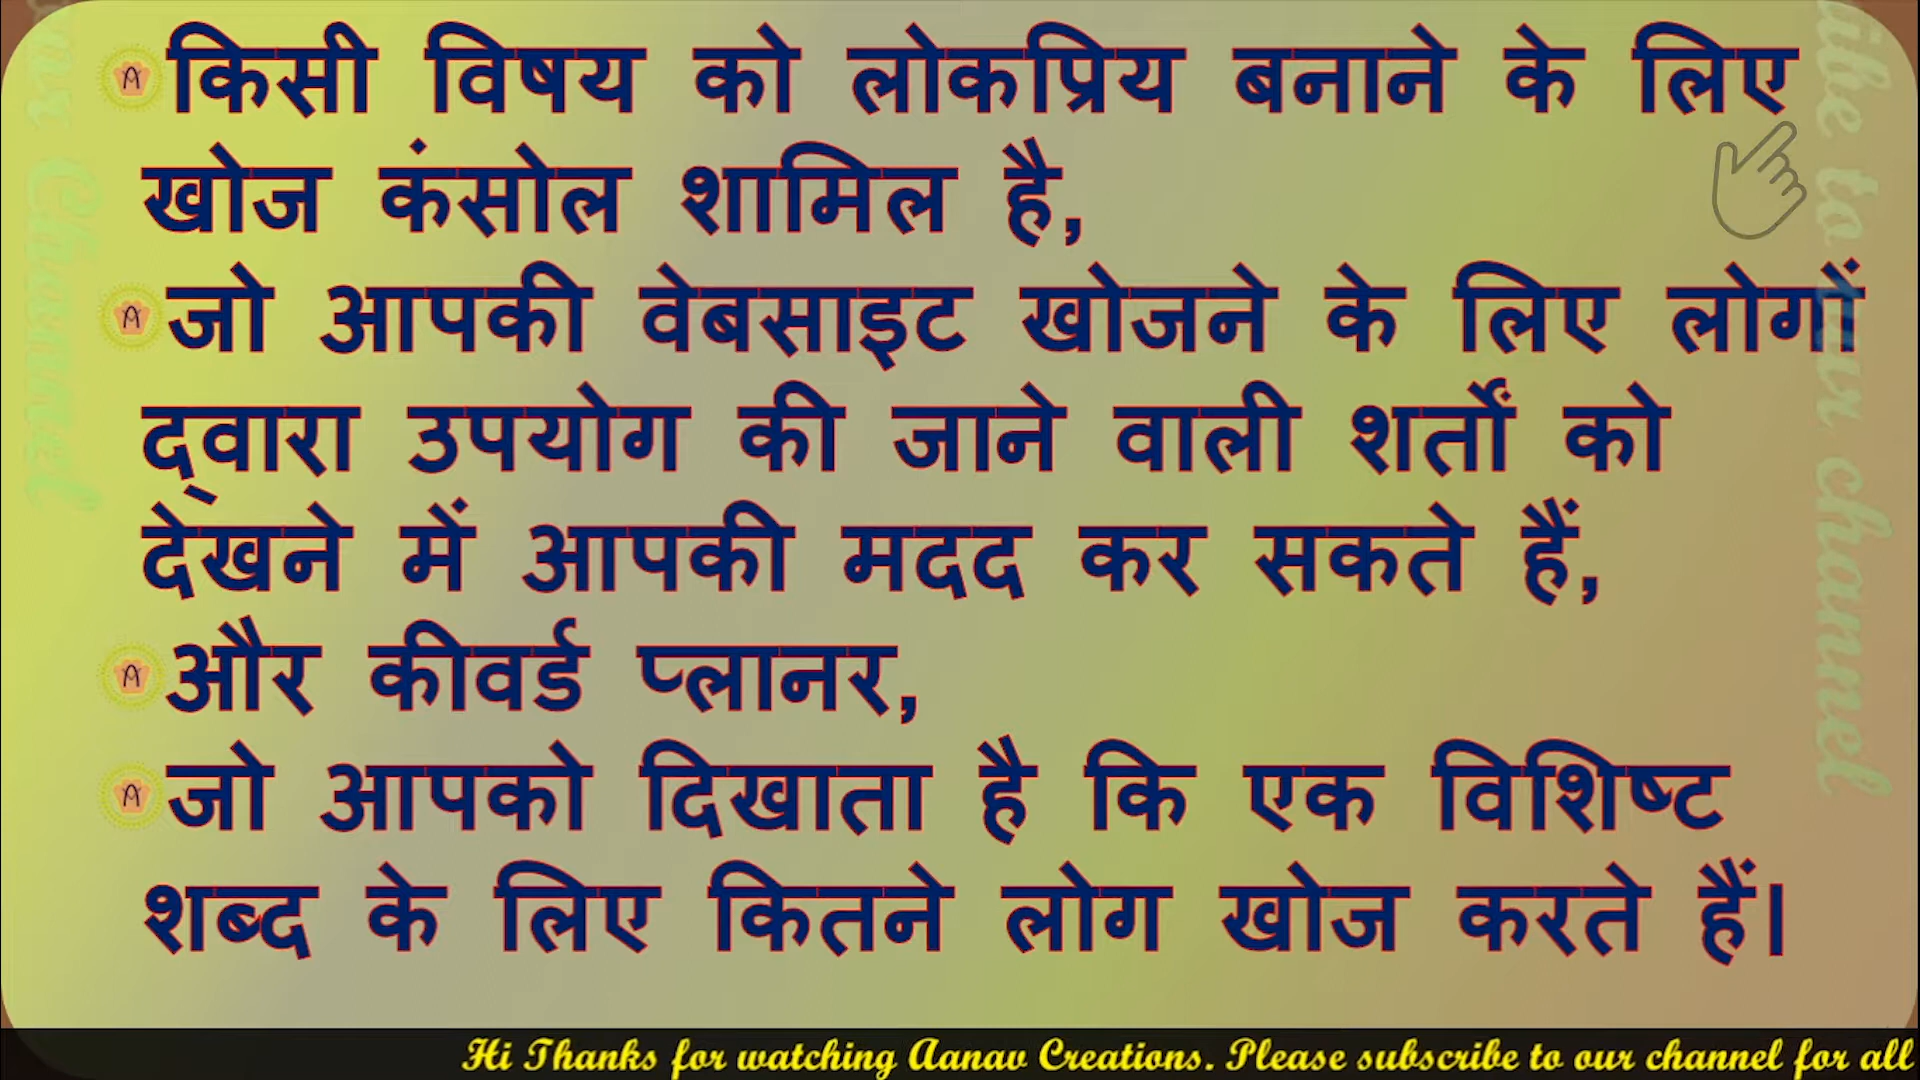 किसी विषय को लोकप्रिय बनाने के लिए
खोज कंसोल शामिल है,
जो आपकी वेबसाइट खोजने के लिए लोगों
द्वारा उपयोग की जाने वाली शर्तों को
देखने में आपकी मदद कर सकते हैं,
और कीवर्ड प्लानर,
जो आपको दिखाता है कि एक विशिष्ट
शब्द के लिए कितने लोग खोज करते हैं।
Hi Thanks for watching Aanav Creations. Please subscribe to our channel for all